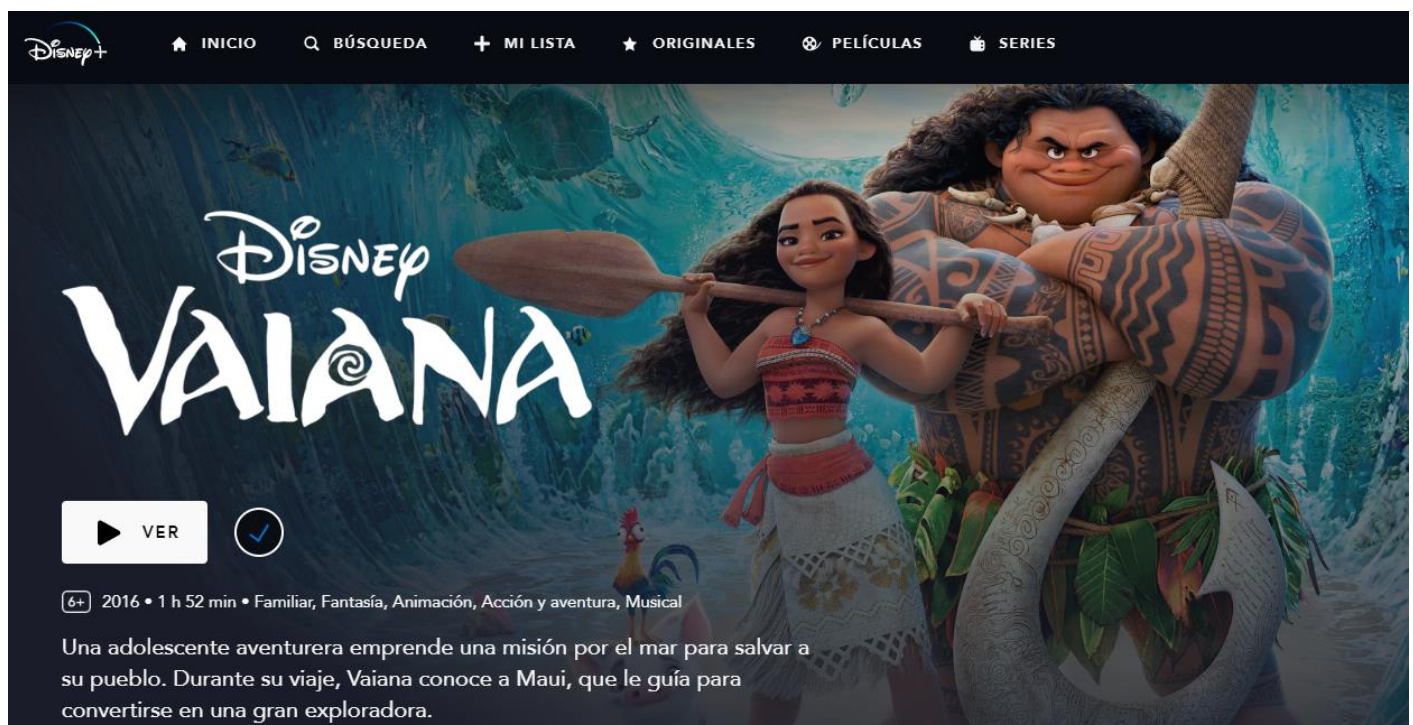 Disney+
INICIO
BÚSQUEDA
MI LISTA
ORIGINALES
PELÍCULAS
SERIES
Disney
VAIANA
VER
6+ 2016 • 1 h 52 min • Familiar, Fantasía, Animación, Acción y aventura, Musical
Una adolescente aventurera emprende una misión por el mar para salvar a
su pueblo. Durante su viaje, Vaiana conoce a Maui, que le guía para
convertirse en una gran exploradora.